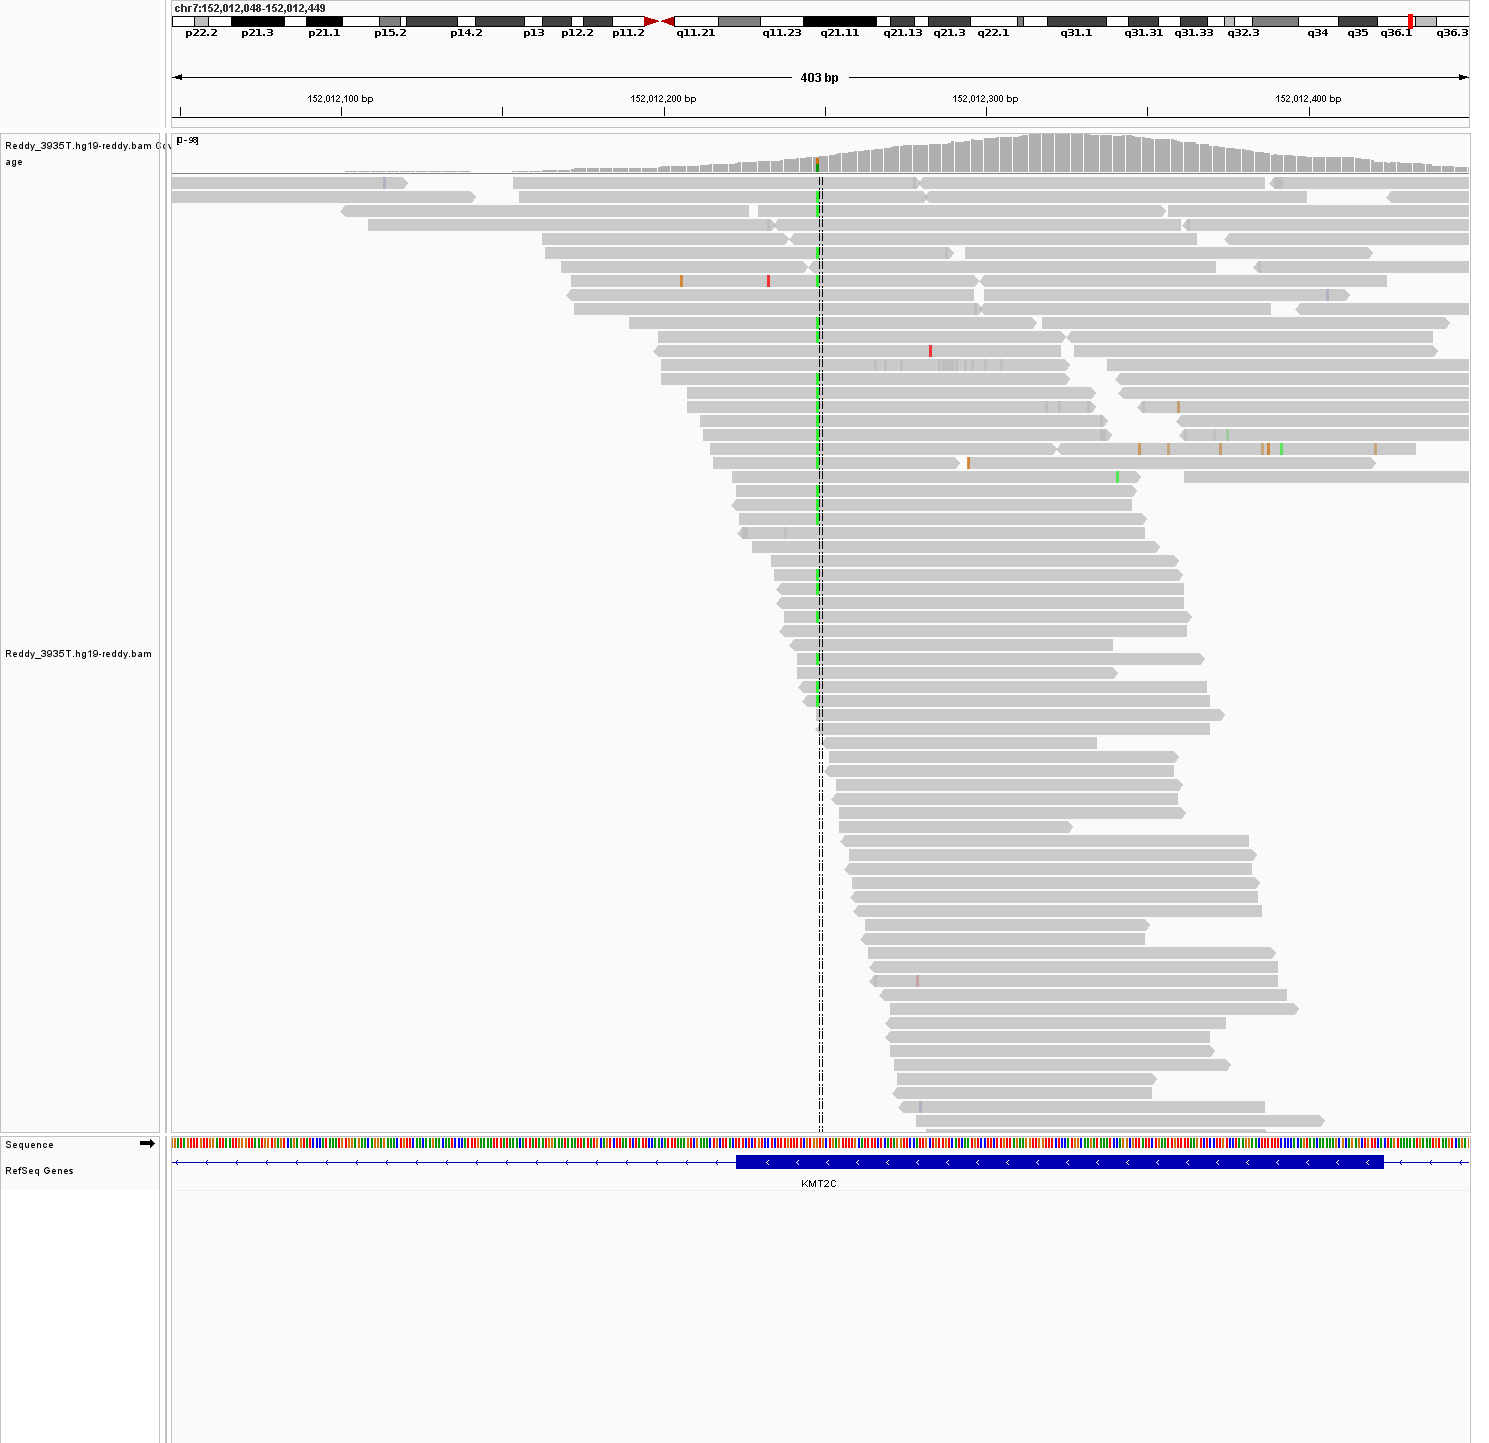 chr7:152,012,048-152,012,449
p22.2 p21.3 p21.1 p15.2 p14.2 p13 p12.2 p11.2 q11.21 q11.23 q21.11 q21.13 q21.3 q22.1 q31.1 q31.31 q31.33 q32.3 q34 q35 q36.1 q36.3
403 bp
152,012,100 bp 152,012,200 bp 152,012,300 bp 152,012,400 bp
[0 - 98]
Reddy_3935T.hg19-reddy.bam Cov
age
Reddy_3935T.hg19-reddy.bam
Sequence
RefSeq Genes
KMT2C